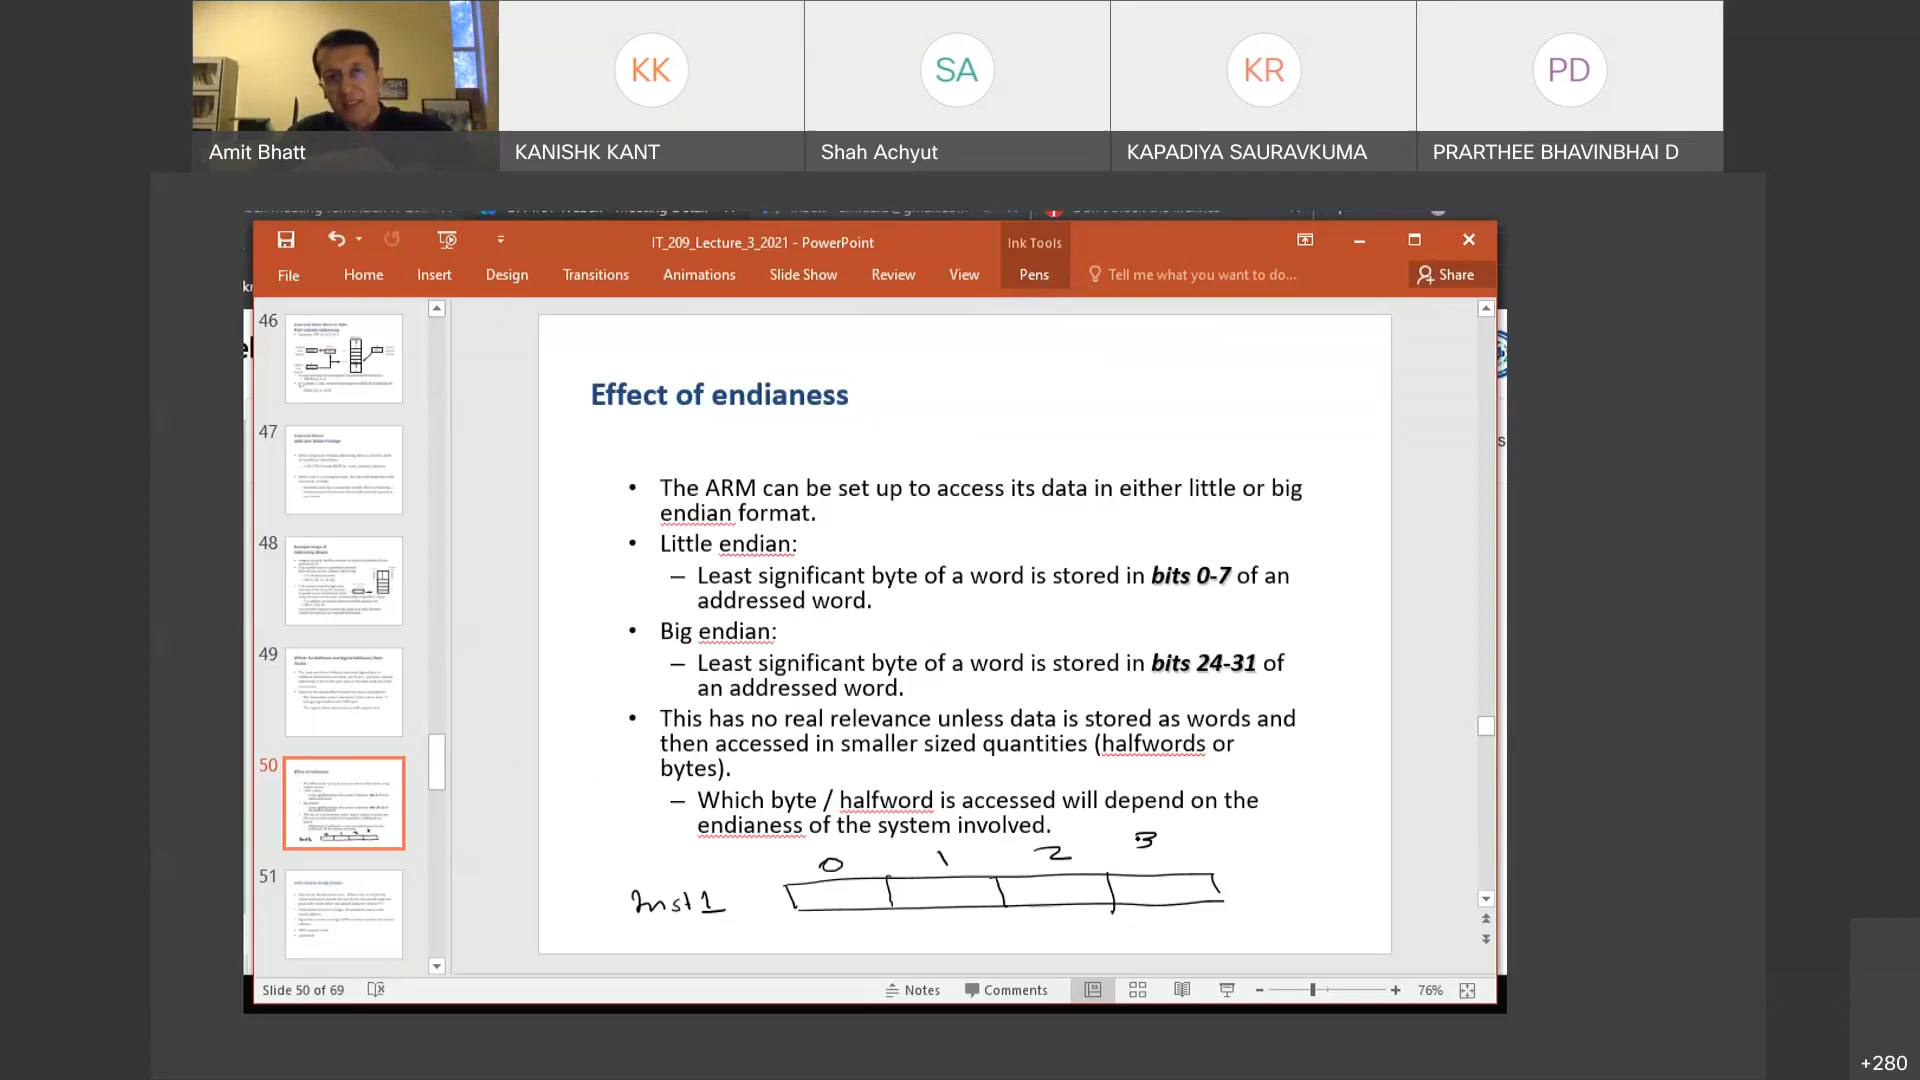 KK
SA
KR
PD
Amit Bhatt
KANISHK KANT
Shah Achyut
KAPADIYA SAURAVKUMA
PRARTHEE BHAVINBHAI D
IT_209_Lecture_3_2021 - PowerPoint
Ink Tools
File Home Insert Design Transitions Animations Slide Show Review View Pens Tell me what you want to do... Share
46
47
48
49
50
51
Effect of endianess
• The ARM can be set up to access its data in either little or big
endian format.
• Little endian:
– Least significant byte of a word is stored in bits 0-7 of an
addressed word.
• Big endian:
– Least significant byte of a word is stored in bits 24-31 of
an addressed word.
• This has no real relevance unless data is stored as words and
then accessed in smaller sized quantities (halfwords or
bytes).
– Which byte / halfword is accessed will depend on the
endianess of the system involved.
0 1 2 3
Inst 1
Slide 50 of 69 Notes Comments 76%
+280